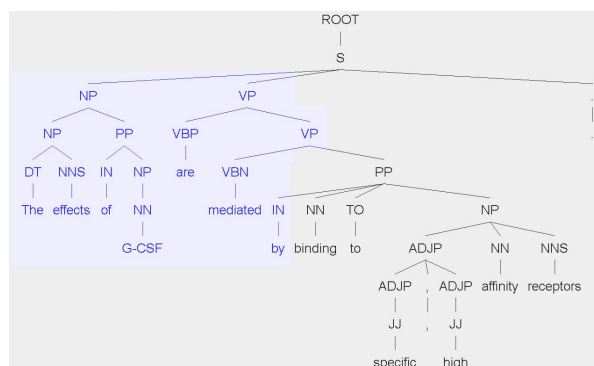 ROOT
S
NP VP .
NP PP VBP VP
DT NNS IN NP are VBN PP
The effects of NN mediated IN NN TO NP
G-CSF by binding to ADJP NN NNS
ADJP , ADJP affinity receptors
JJ , JJ
specific high